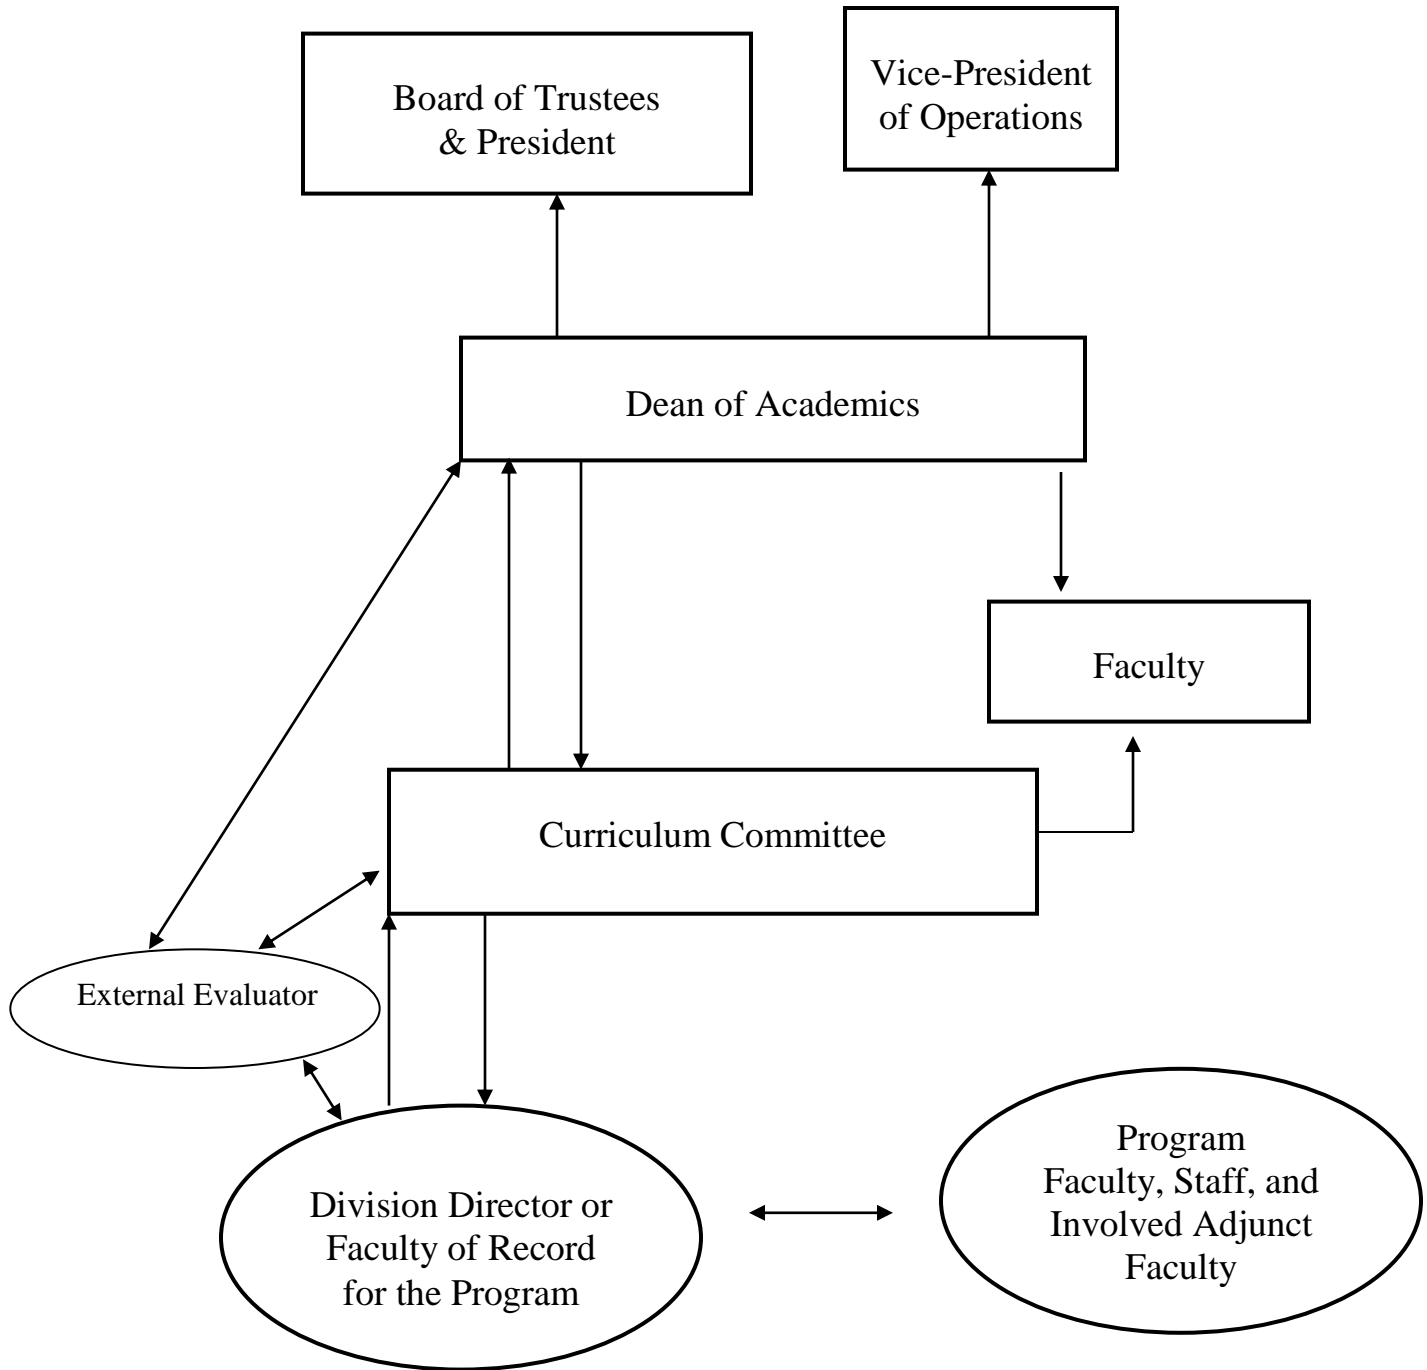 Board of Trustees
& President
Vice-President
of Operations
Dean of Academics
Faculty
Curriculum Committee
External Evaluator
Division Director or
Faculty of Record
for the Program
Program
Faculty, Staff, and
Involved Adjunct
Faculty